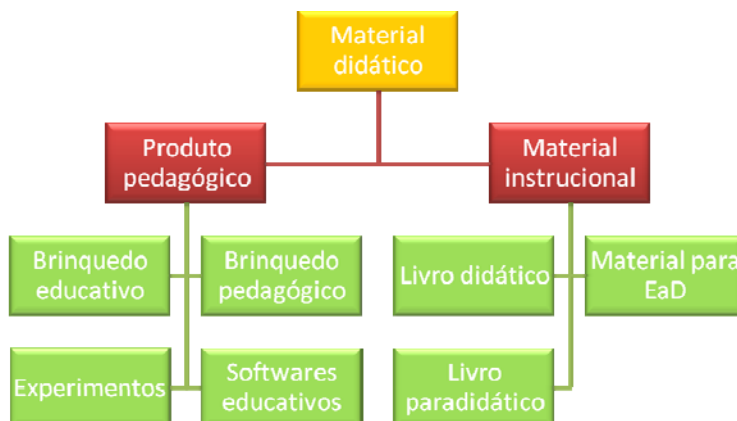 Material
didático
Produto
pedagógico
Material
instrucional
Brinquedo
educativo
Brinquedo
pedagógico
Livro didático
Material para
EaD
Experimentos
Softwares
educativos
Livro
paradidático